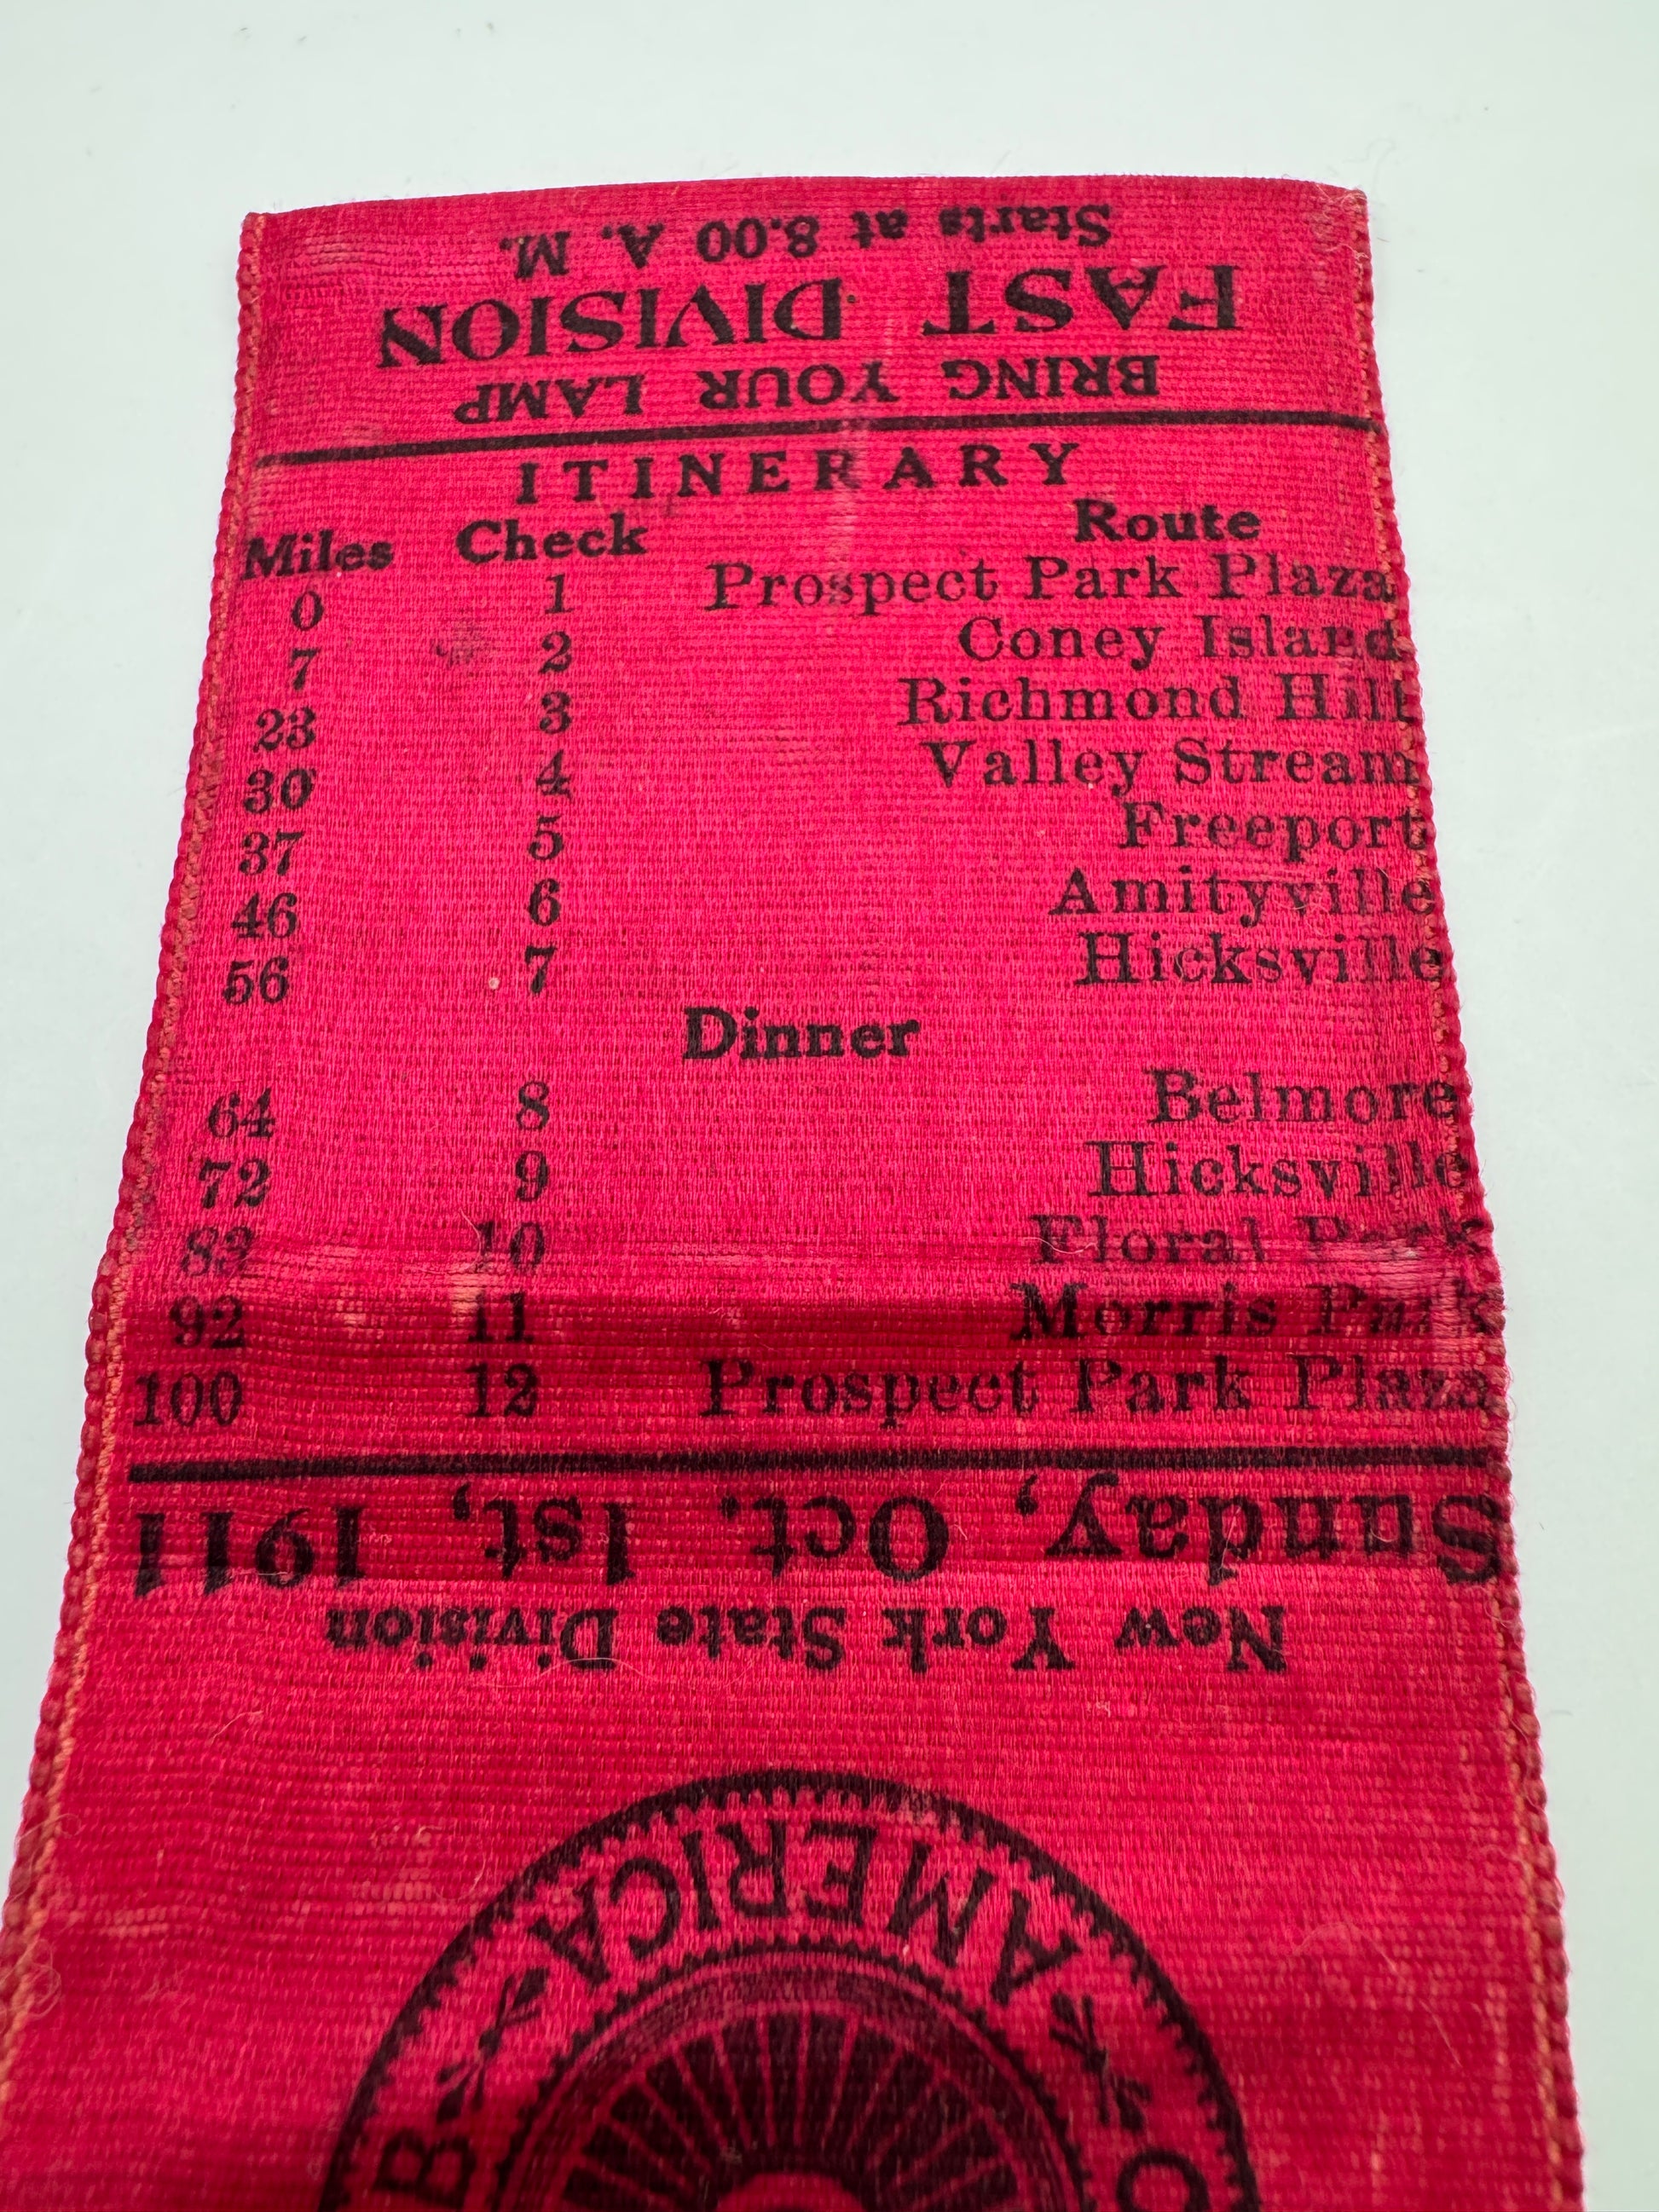 Starts at 8.00 A. M.
FAST DIVISION
BRING YOUR LAMP
ITINERARY
Miles Check Route
0 1 Prospect Park Plaza
7 2 Coney Island
23 3 Richmond Hill
30 4 Valley Stream
37 5 Freeport
46 6 Amityville
56 7 Hicksville
Dinner
64 8 Belmore
72 9 Hicksville
83 10 Floral Park
92 11 Morris Park
100 12 Prospect Park Plaza
Sunday, Oct. 1st, 1911
New York State Division
AMERICA